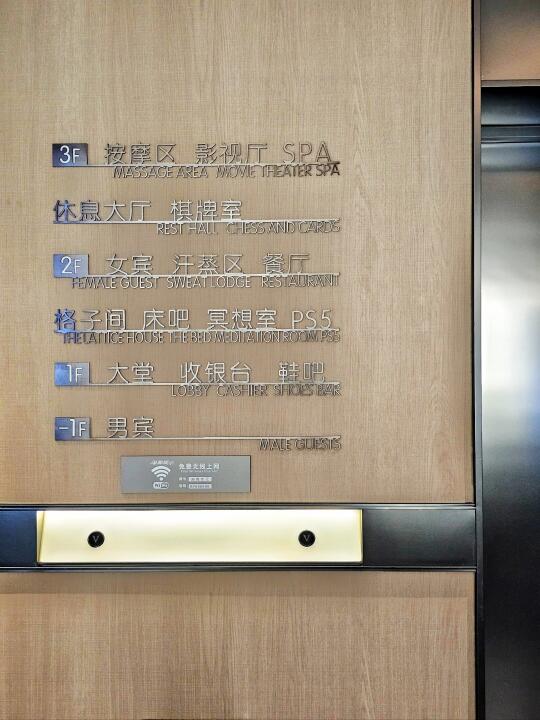 3F 按摩区 影视厅 SPA
MASSAGE AREA MOVIE THEATER SPA
休息大厅 棋牌室
REST HALL CHESS AND CARDS
2F 女宾 汗蒸区 餐厅
FEMALE GUEST SWEAT LODGE RESTAURANT
格子间 床吧 冥想室 PS5
THE LATTICE HOUSE THE BED MEDITATION ROOM PS5
1F 大堂 收银台 鞋吧
LOBBY CASHIER SHOES BAR
-1F 男宾
MALE GUESTS
免费无线上网
WiFi